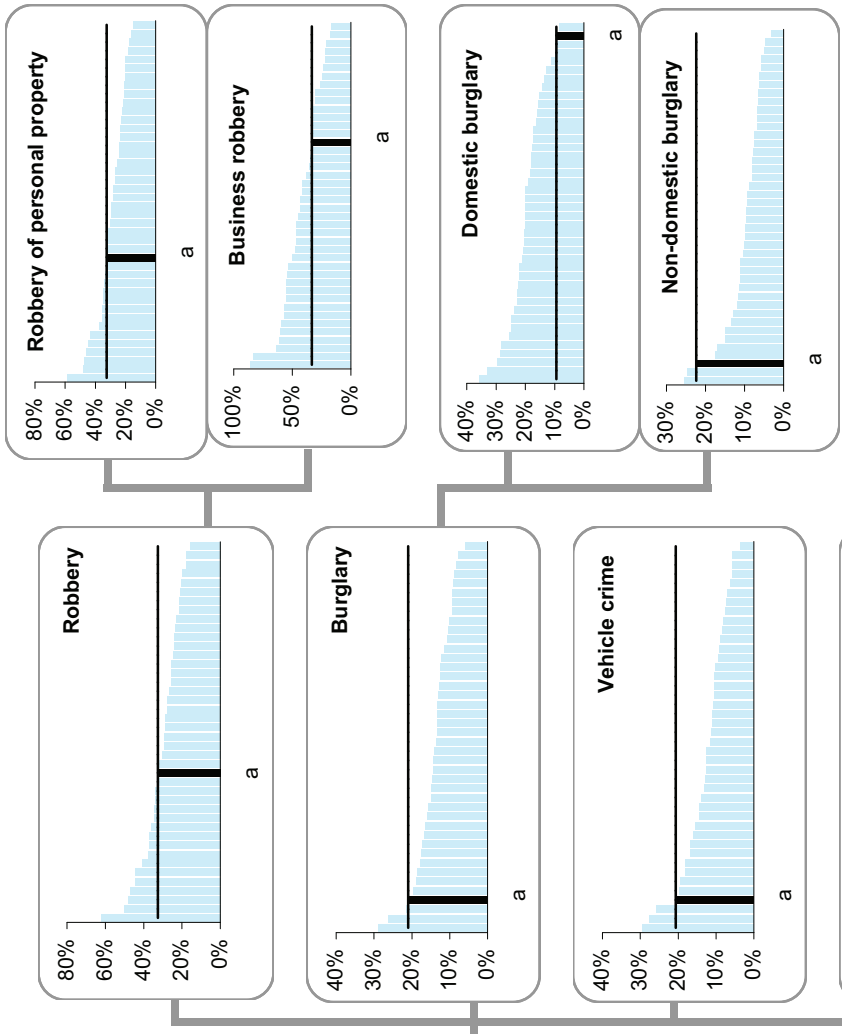 Robbery
80%
60%
40%
20%
0%
a
Burglary
40%
30%
20%
10%
0%
a
Vehicle crime
40%
30%
20%
10%
0%
a
Robbery of personal property
80%
60%
40%
20%
0%
a
Business robbery
100%
50%
0%
a
Domestic burglary
40%
30%
20%
10%
0%
a
Non-domestic burglary
30%
20%
10%
0%
a